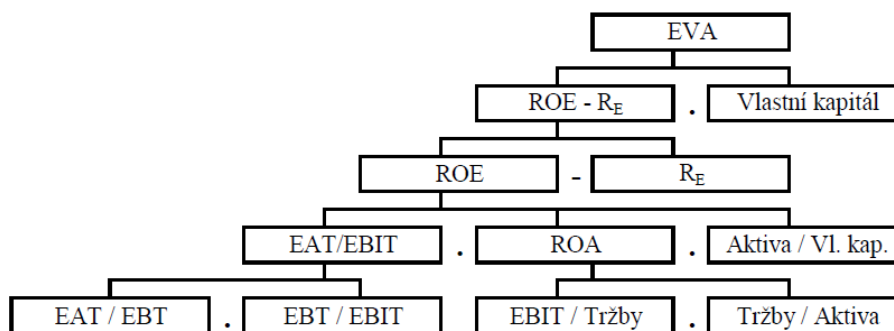 EVA
ROE - RE . Vlastní kapitál
ROE - RE
EAT/EBIT . ROA . Aktiva / Vl. kap.
EAT / EBT . EBT / EBIT EBIT / Tržby . Tržby / Aktiva